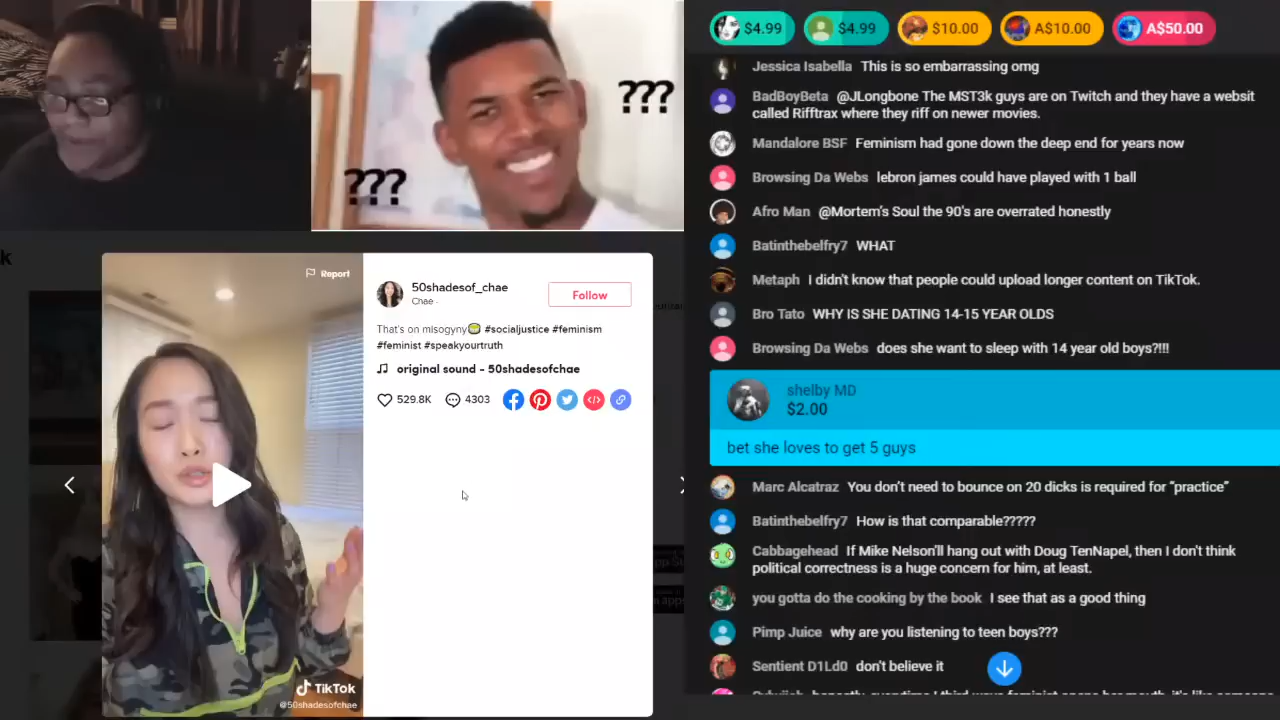 $4.99
$4.99
$10.00
A$10.00
A$50.00
???
???
Jessica Isabella This is so embarrassing omg
BadBoyBeta @JLongbone The MST3k guys are on Twitch and they have a websit
called Rifftrax where they riff on newer movies.
Mandalore BSF Feminism had gone down the deep end for years now
Browsing Da Webs lebron james could have played with 1 ball
Afro Man @Mortem's Soul the 90's are overrated honestly
Batinthebelfry7 WHAT
Metaph I didn't know that people could upload longer content on TikTok.
Bro Tato WHY IS SHE DATING 14-15 YEAR OLDS
Browsing Da Webs does she want to sleep with 14 year old boys?!!!
shelby MD
$2.00
bet she loves to get 5 guys
Marc Alcatraz You don't need to bounce on 20 dicks is required for “practice”
Batinthebelfry7 How is that comparable?????
Cabbagehead If Mike Nelson'll hang out with Doug TenNapel, then I don't think
political correctness is a huge concern for him, at least.
you gotta do the cooking by the book I see that as a good thing
Pimp Juice why are you listening to teen boys???
Sentient D1Ld0 don't believe it
k
Report
50shadesof_chae
Chae ·
Follow
That's on misogyny🍵 #socialjustice #feminism
#feminist #speakyourtruth
original sound - 50shadesofchae
529.8K
4303
TikTok
@50shadesofchae